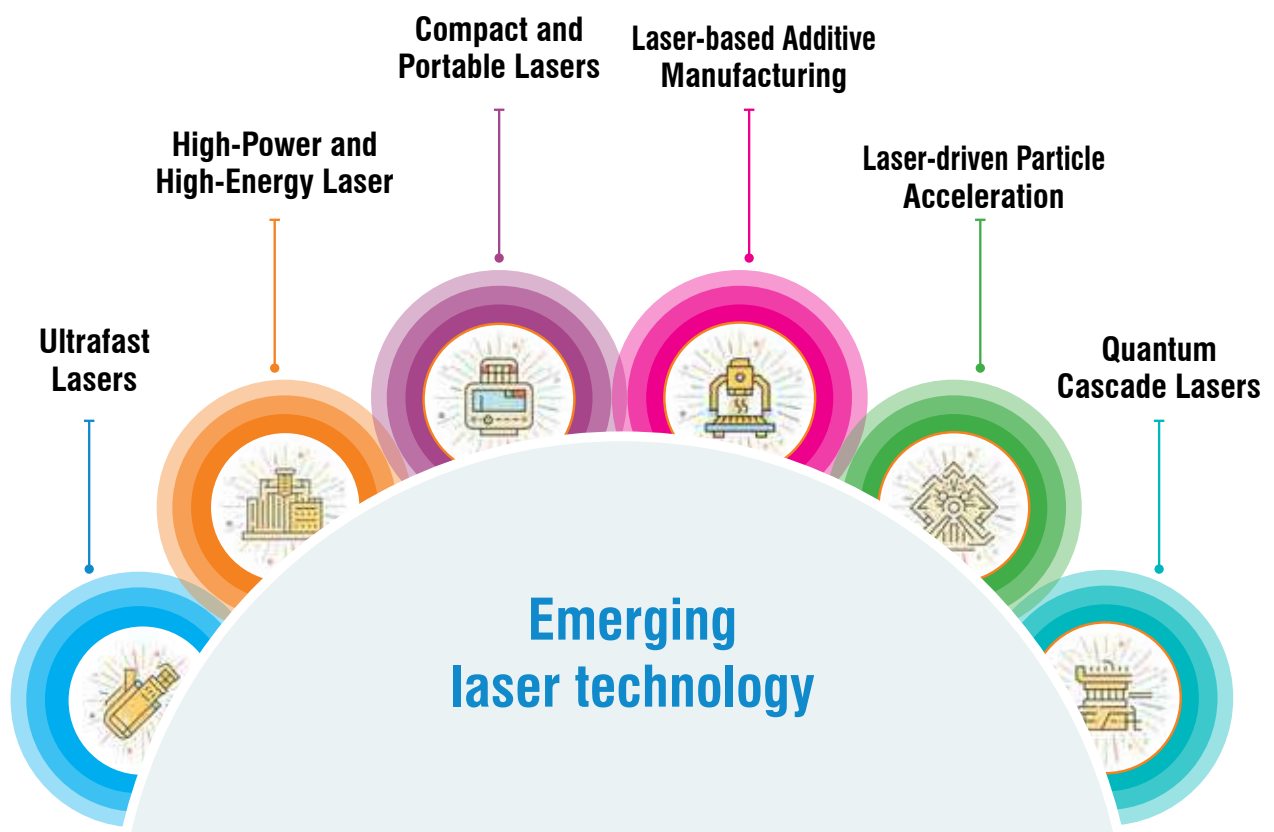 Compact and
Portable Lasers
Laser-based Additive
Manufacturing
High-Power and
High-Energy Laser
Laser-driven Particle
Acceleration
Ultrafast
Lasers
Quantum
Cascade Lasers
Emerging
laser technology